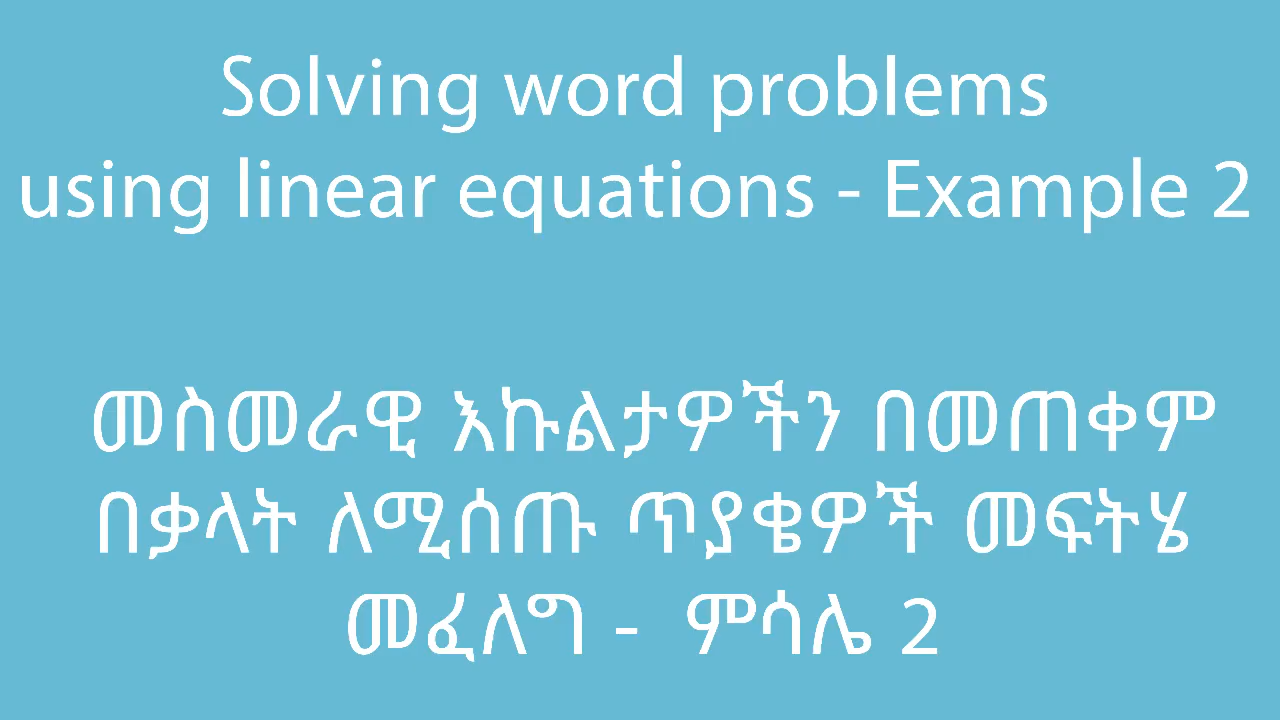 Solving word problems
using linear equations - Example 2
መስመራዊ እኩልታዎችን በመጠቀም
በቃላት ለሚሰጡ ጥያቄዎች መፍትሄ
መፈለግ - ምሳሌ 2